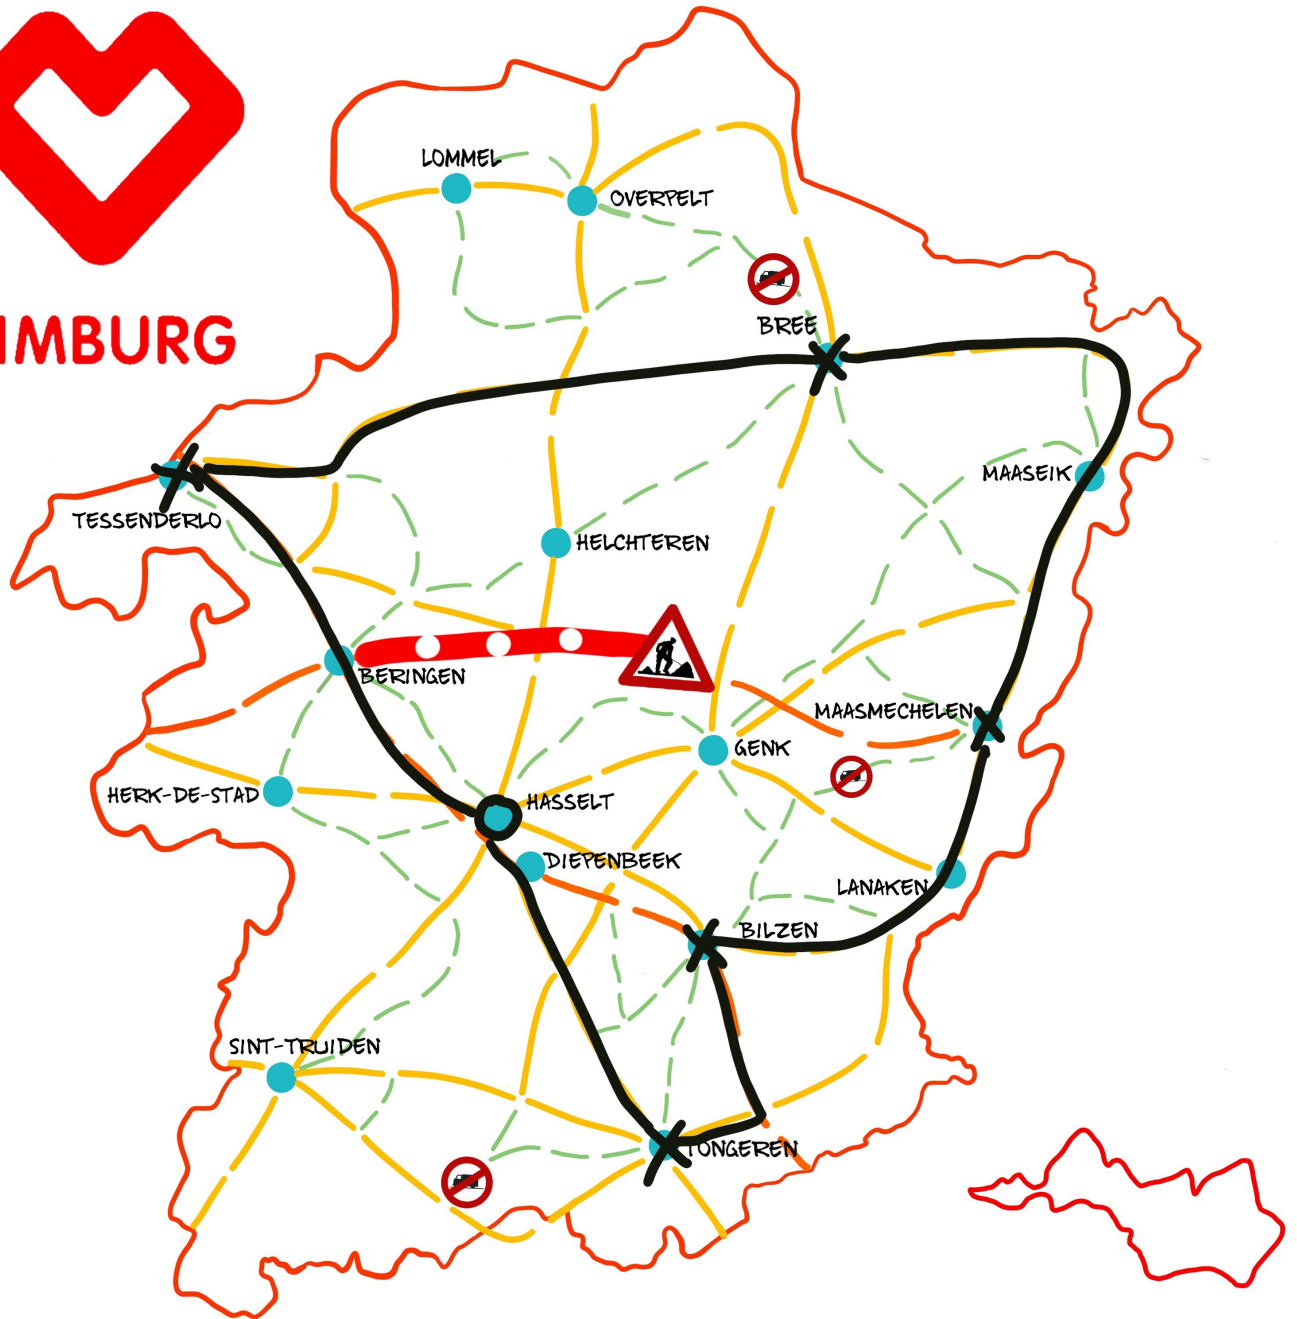 LOMMEL
OVERPELT
BREE
IMBURG
MAASEIK
TESSENDERLO
HELCHTEREN
BERINGEN
MAASMECHELEN
GENK
HERK-DE-STAD
HASSELT
DIEPENBEEK
LANAKEN
BILZEN
SINT-TRUIDEN
TONGEREN